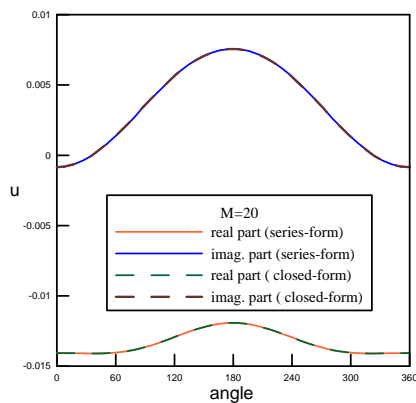 0.01
0.005
0
-0.005
-0.01
-0.015
u
M=20
real part (series-form)
imag. part (series-form)
real part ( closed-form)
imag. part ( closed-form)
0 60 120 180 240 300 360
angle